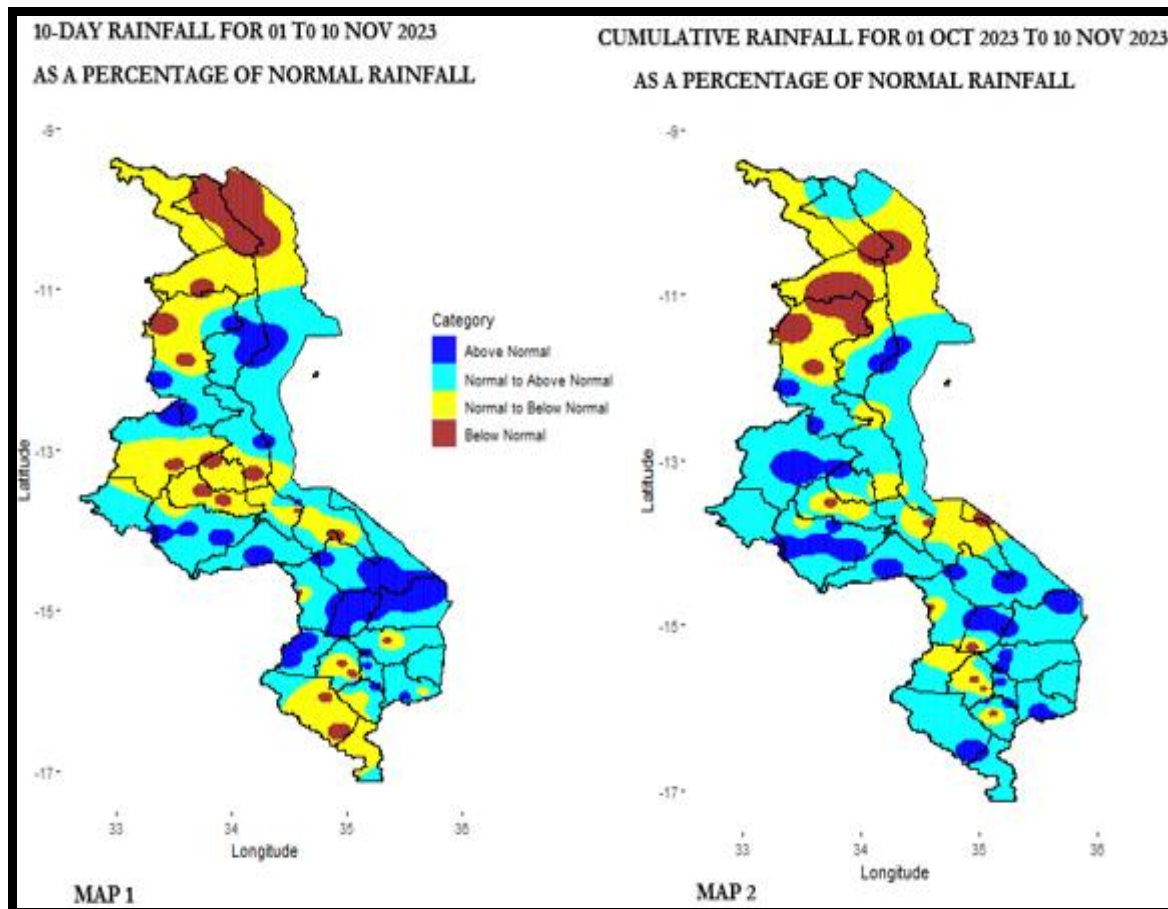 10-DAY RAINFALL FOR 01 T0 10 NOV 2023
AS A PERCENTAGE OF NORMAL RAINFALL
CUMULATIVE RAINFALL FOR 01 OCT 2023 T0 10 NOV 2023
AS A PERCENTAGE OF NORMAL RAINFALL
-9
-11
-13
-15
-17
Latitude
33
34
35
36
Longitude
MAP 1
Category
Above Normal
Normal to Above Normal
Normal to Below Normal
Below Normal
-9
-11
-13
-15
-17
Latitude
33
34
35
36
Longitude
MAP 2